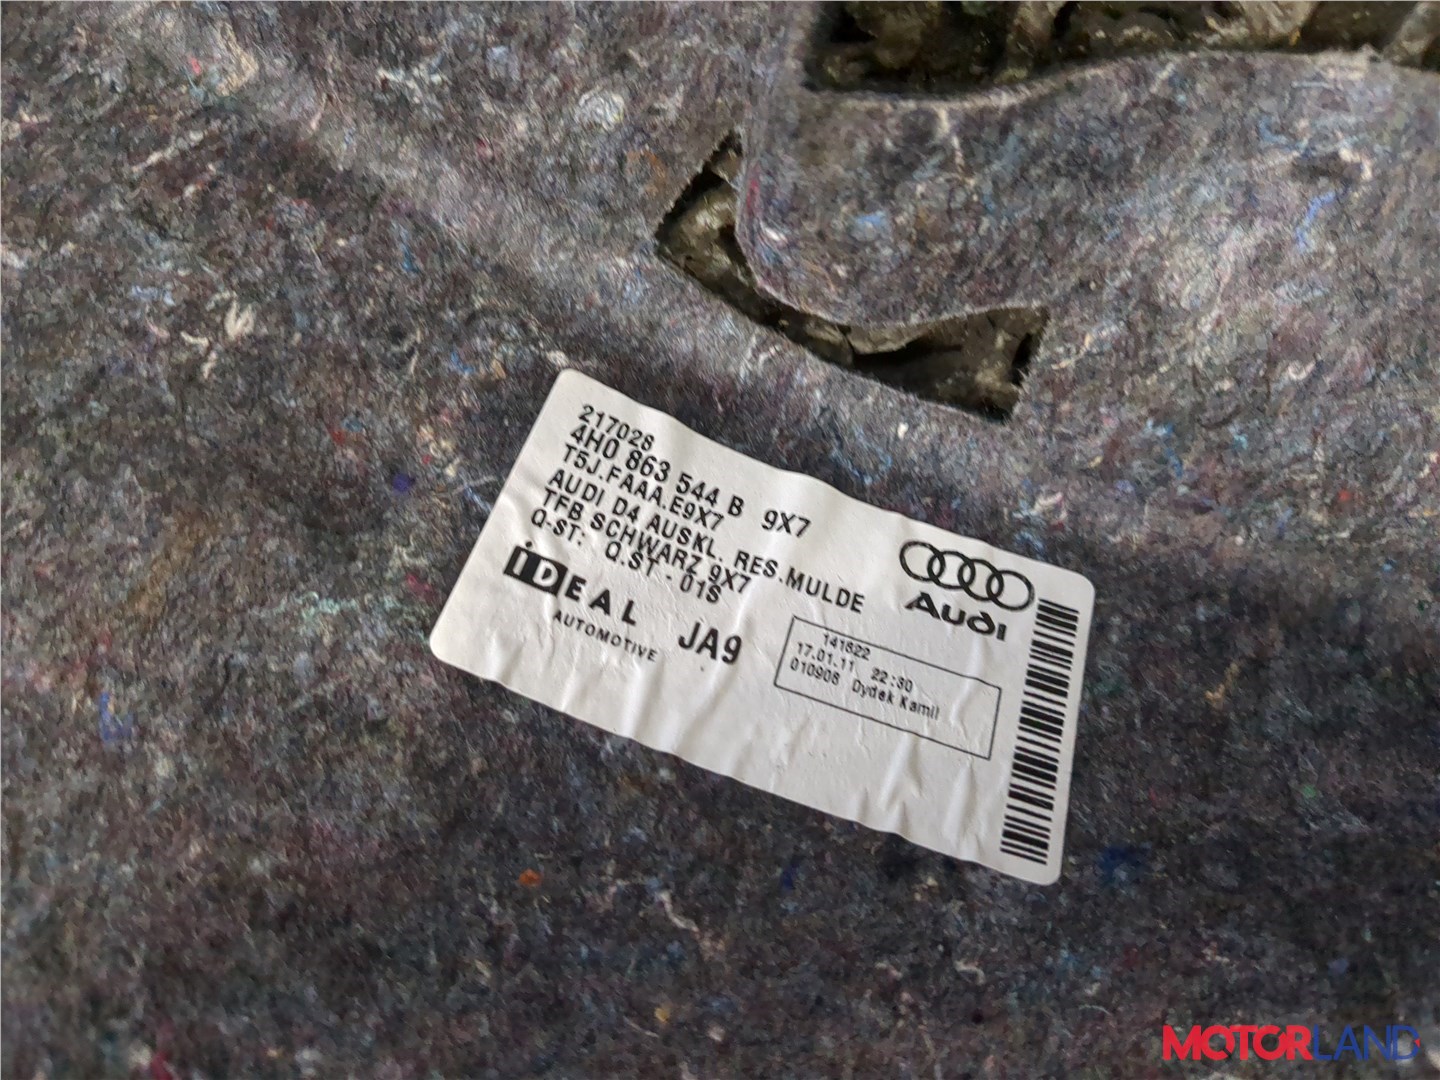 217028
4H0 863 544 B 9X7
T5J.FAAA.E9X7
AUDI D4 AUSKL. RES.MULDE
TFB SCHWARZ 9X7
Q-ST: Q.ST - 01S
IDEAL JA9
AUTOMOTIVE
Audi
141622
17.01.11 22:30
010908 Dydek Kamil
MOTORLAND